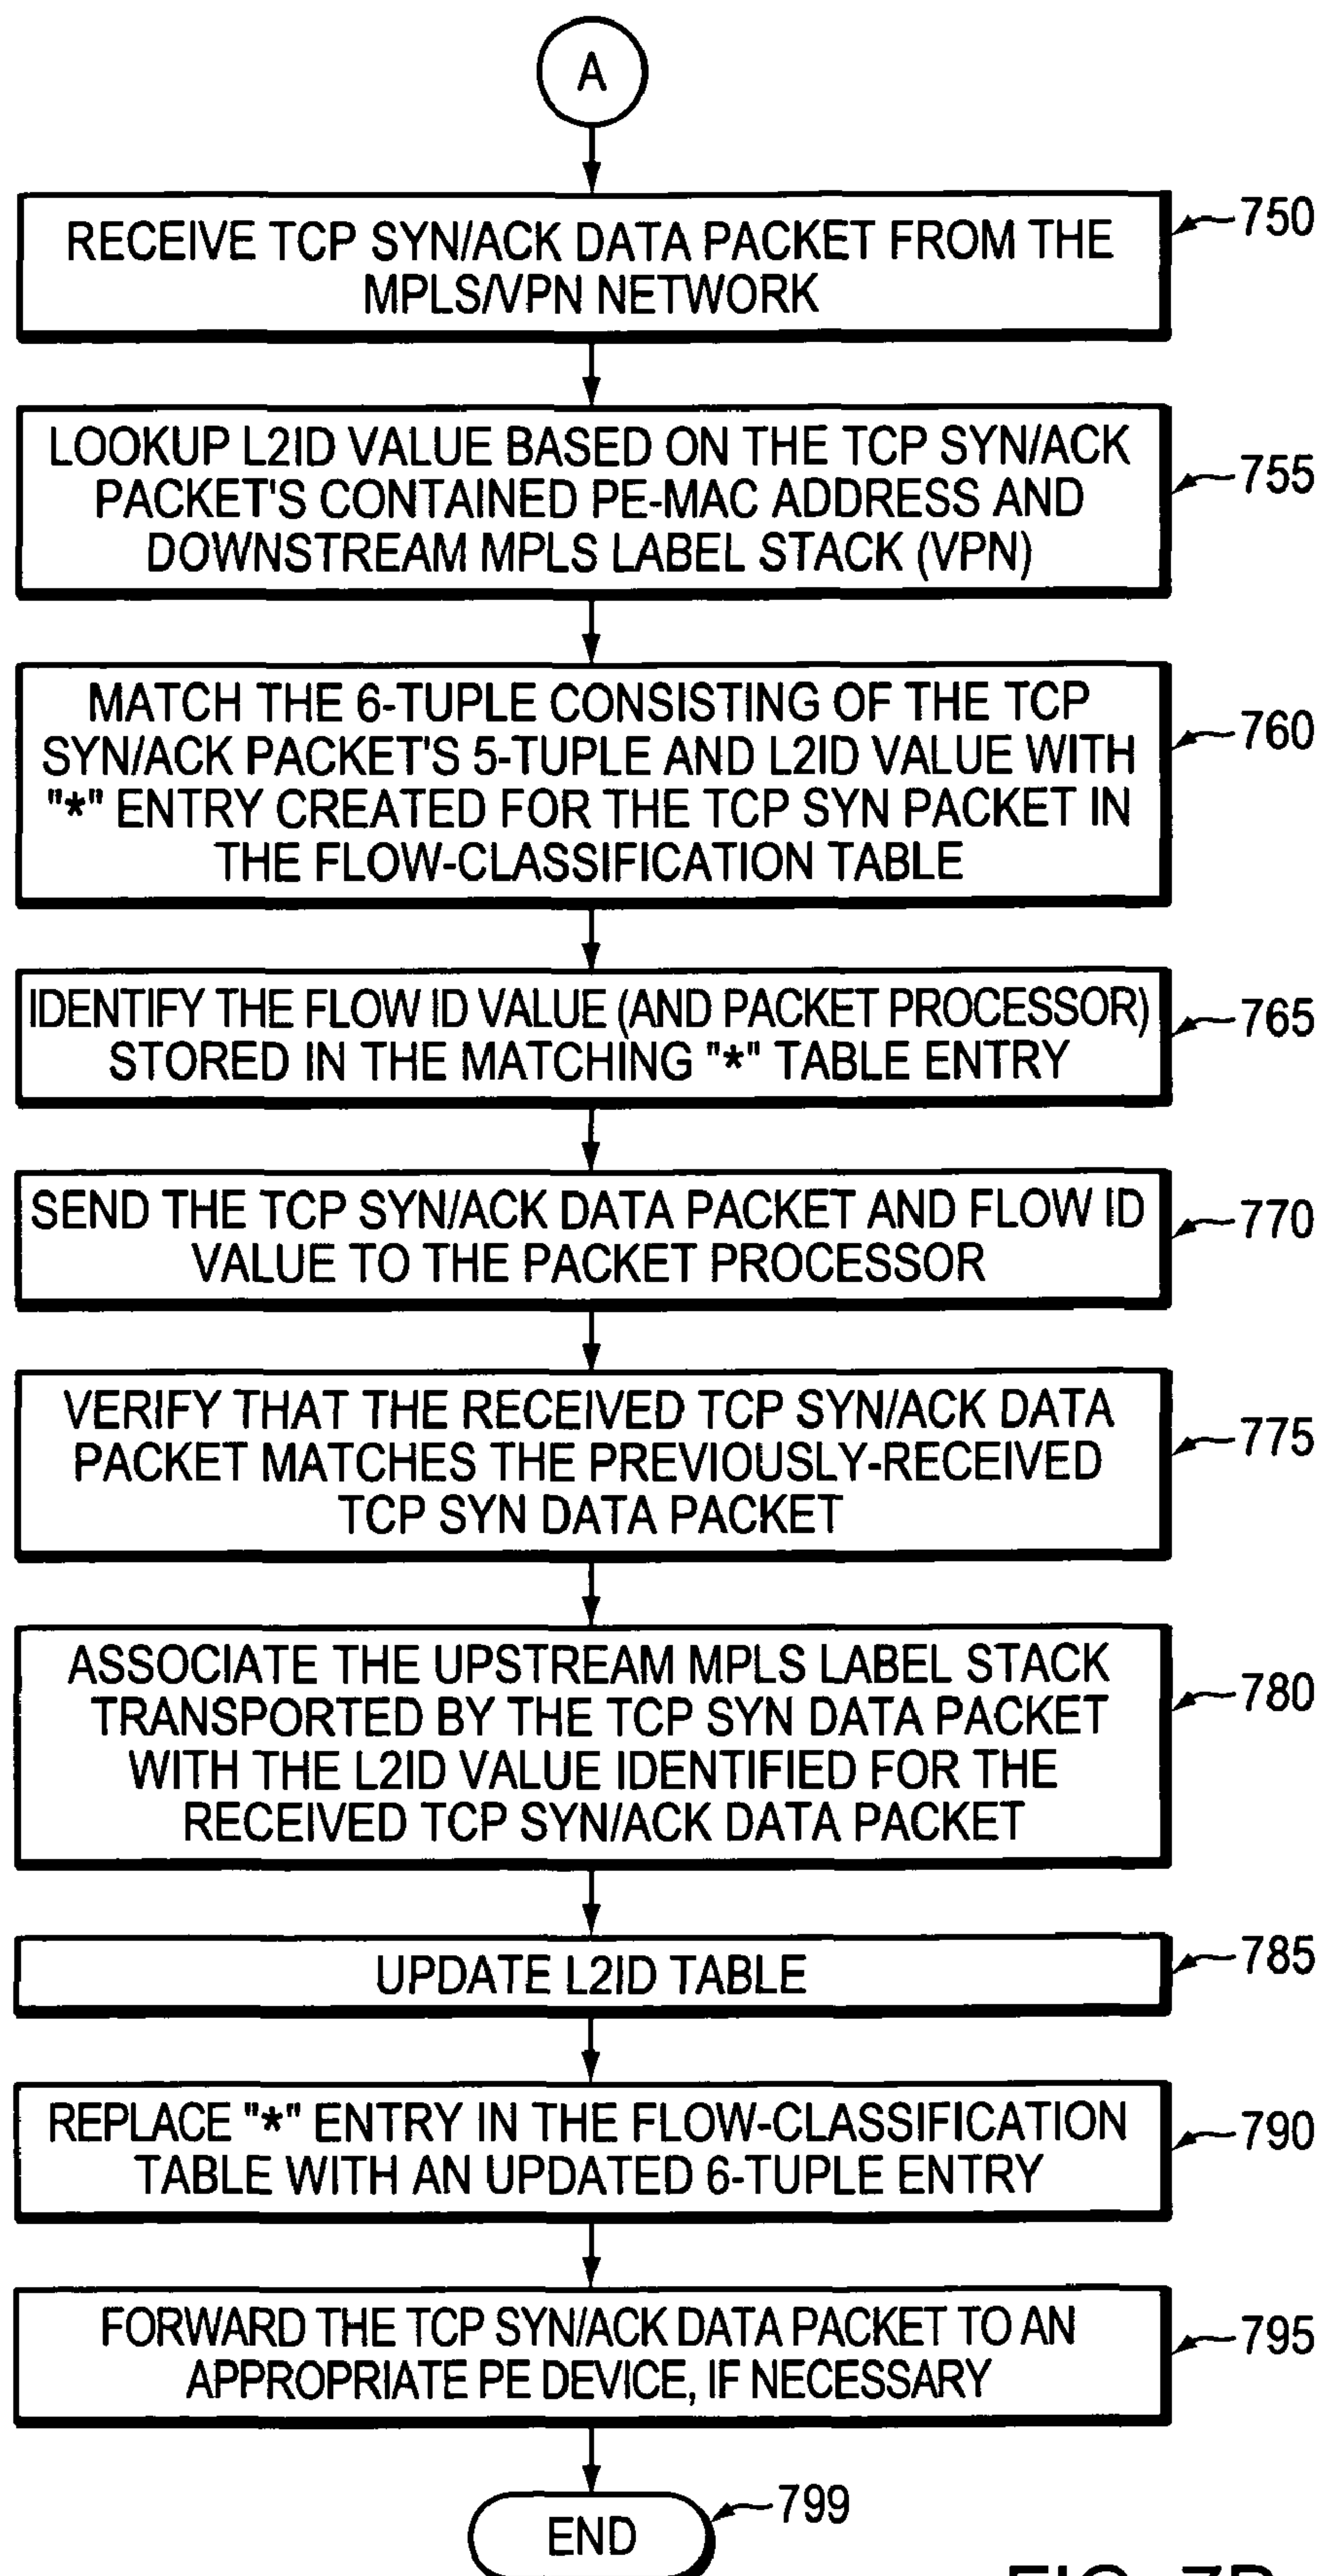 A
RECEIVE TCP SYN/ACK DATA PACKET FROM THE
MPLS/VPN NETWORK
750
LOOKUP L2ID VALUE BASED ON THE TCP SYN/ACK
PACKET'S CONTAINED PE-MAC ADDRESS AND
DOWNSTREAM MPLS LABEL STACK (VPN)
755
MATCH THE 6-TUPLE CONSISTING OF THE TCP
SYN/ACK PACKET'S 5-TUPLE AND L2ID VALUE WITH
"*" ENTRY CREATED FOR THE TCP SYN PACKET IN
THE FLOW-CLASSIFICATION TABLE
760
IDENTIFY THE FLOW ID VALUE (AND PACKET PROCESSOR)
STORED IN THE MATCHING "*" TABLE ENTRY
765
SEND THE TCP SYN/ACK DATA PACKET AND FLOW ID
VALUE TO THE PACKET PROCESSOR
770
VERIFY THAT THE RECEIVED TCP SYN/ACK DATA
PACKET MATCHES THE PREVIOUSLY-RECEIVED
TCP SYN DATA PACKET
775
ASSOCIATE THE UPSTREAM MPLS LABEL STACK
TRANSPORTED BY THE TCP SYN DATA PACKET
WITH THE L2ID VALUE IDENTIFIED FOR THE
RECEIVED TCP SYN/ACK DATA PACKET
780
UPDATE L2ID TABLE
785
REPLACE "*" ENTRY IN THE FLOW-CLASSIFICATION
TABLE WITH AN UPDATED 6-TUPLE ENTRY
790
FORWARD THE TCP SYN/ACK DATA PACKET TO AN
APPROPRIATE PE DEVICE, IF NECESSARY
795
END
799